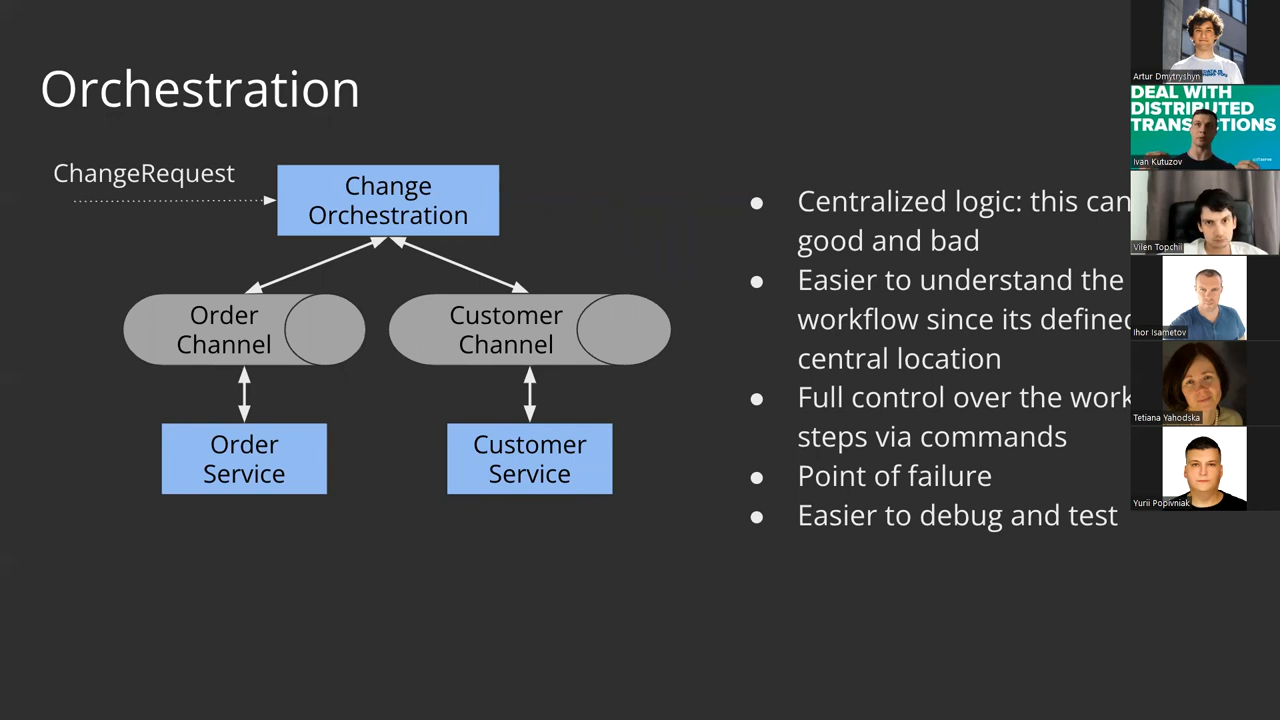 Orchestration
ChangeRequest
Change
Orchestration
Order
Channel
Customer
Channel
Order
Service
Customer
Service
● Centralized logic: this can
good and bad
● Easier to understand the
workflow since its defined
central location
● Full control over the work
steps via commands
● Point of failure
● Easier to debug and test
Artur Dmytryshyn
DEAL WITH
DISTRIBUTED
TRANSACTIONS
Ivan Kutuzov
Vilen Topchii
Ihor Isametov
Tetiana Yahodska
Yurii Popivniak